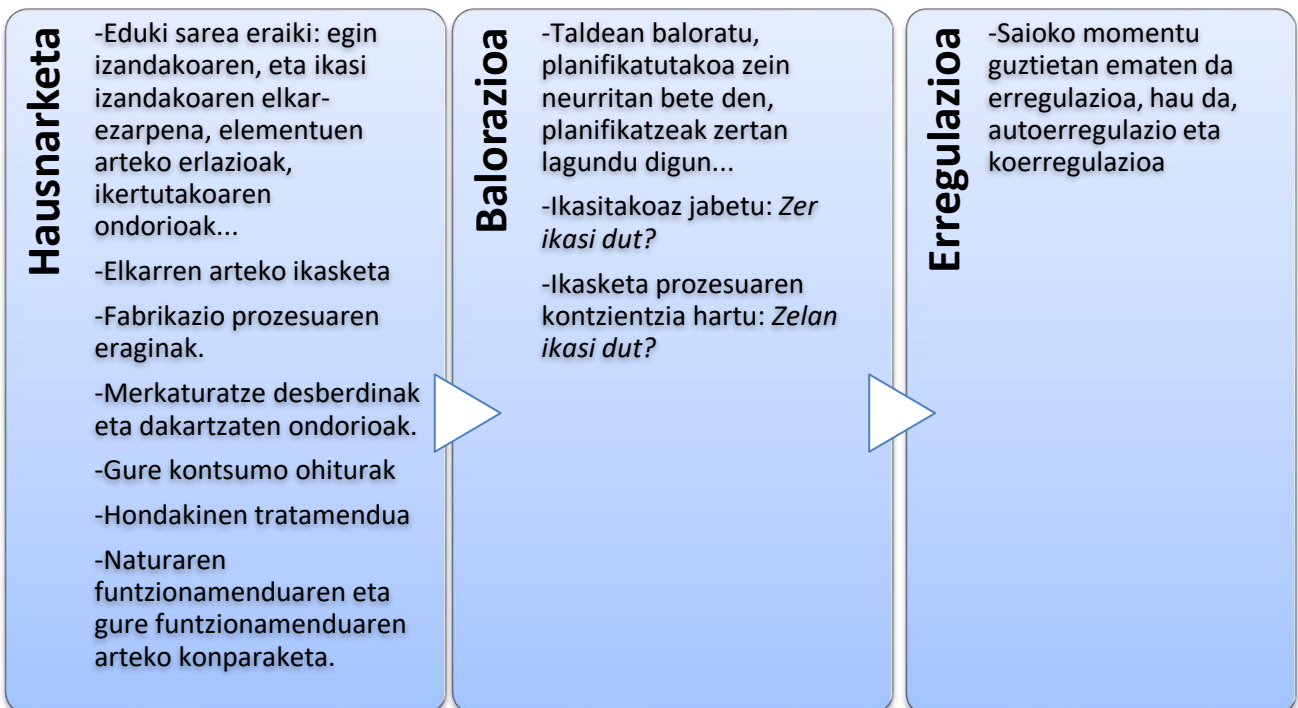 Hausnarketa
-Eduki sarea eraiki: egin
izandakoaren, eta ikasi
izandakoaren elkar-
ezarpena, elementuen
arteko erlazioak,
ikertutakoaren
ondorioak...
-Elkarren arteko ikasketa
-Fabrikazio prozesuaren
eraginak.
-Merkaturatze desberdinak
eta dakartzaten ondorioak.
-Gure kontsumo ohiturak
-Hondakinen tratamendua
-Naturaren
funtzionamenduaren eta
gure funtzionamenduaren
arteko konparaketa.
Balorazioa
-Taldean baloratu,
planifikatutakoa zein
neurritan bete den,
planifikatzeak zertan
lagundu digun...
-Ikasitakoaz jabetu: Zer
ikasi dut?
-Ikasketa prozesuaren
kontzientzia hartu: Zelan
ikasi dut?
Erregulazioa
-Saioko momentu
guztietan ematen da
erregulazioa, hau da,
autoerregulazio eta
koerregulazioa